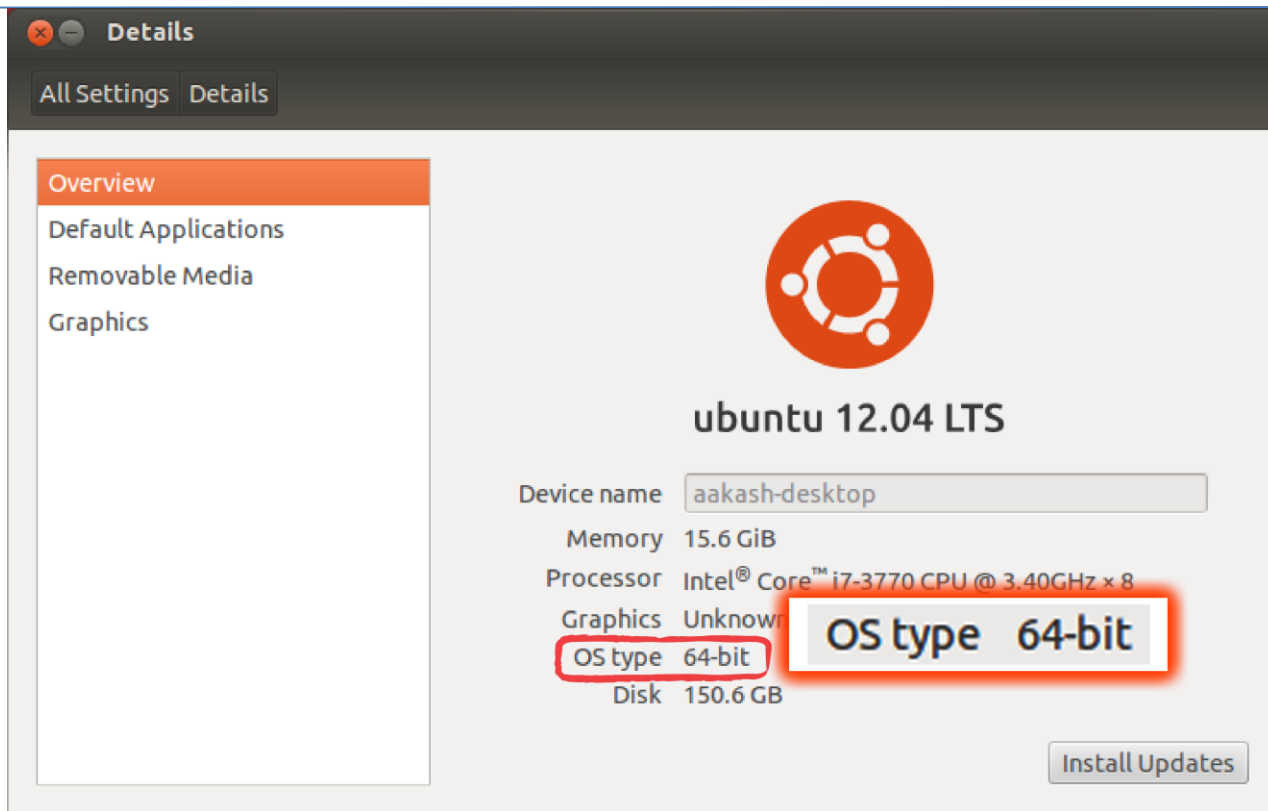 Details
All Settings Details
Overview
Default Applications
Removable Media
Graphics
ubuntu 12.04 LTS
Device name aakash-desktop
Memory 15.6 GiB
Processor Intel® Core™ i7-3770 CPU @ 3.40GHz × 8
Graphics Unknown
OS type 64-bit
OS type 64-bit
Disk 150.6 GB
Install Updates